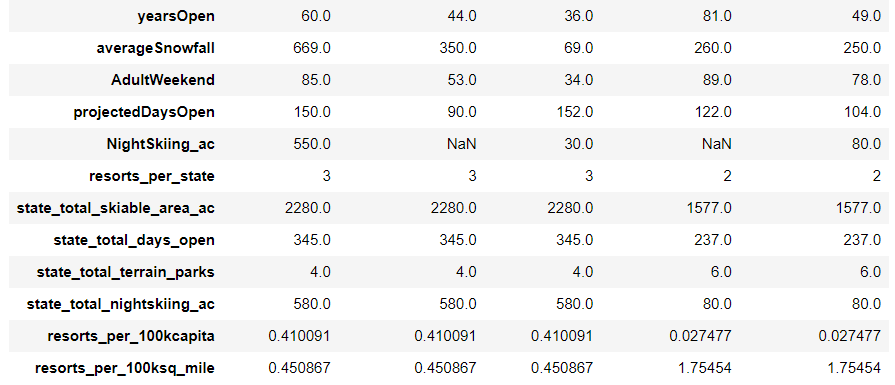 yearsOpen 60.0 44.0 36.0 81.0 49.0
averageSnowfall 669.0 350.0 69.0 260.0 250.0
AdultWeekend 85.0 53.0 34.0 89.0 78.0
projectedDaysOpen 150.0 90.0 152.0 122.0 104.0
NightSkiing_ac 550.0 NaN 30.0 NaN 80.0
resorts_per_state 3 3 3 2 2
state_total_skiable_area_ac 2280.0 2280.0 2280.0 1577.0 1577.0
state_total_days_open 345.0 345.0 345.0 237.0 237.0
state_total_terrain_parks 4.0 4.0 4.0 6.0 6.0
state_total_nightskiing_ac 580.0 580.0 580.0 80.0 80.0
resorts_per_100kcapita 0.410091 0.410091 0.410091 0.027477 0.027477
resorts_per_100ksq_mile 0.450867 0.450867 0.450867 1.75454 1.75454